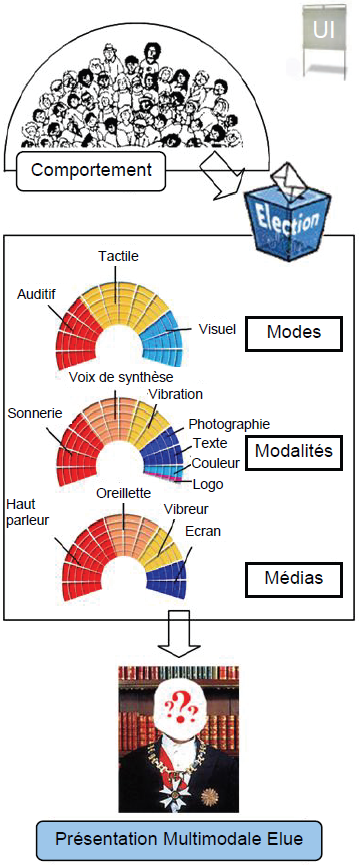 UI
Comportement
Election
Tactile
Auditif
Visuel
Modes
Voix de synthèse
Vibration
Sonnerie
Photographie
Texte
Modalités
Couleur
Logo
Oreillette
Haut
parleur
Vibreur
Ecran
Médias
???
Présentation Multimodale Elue